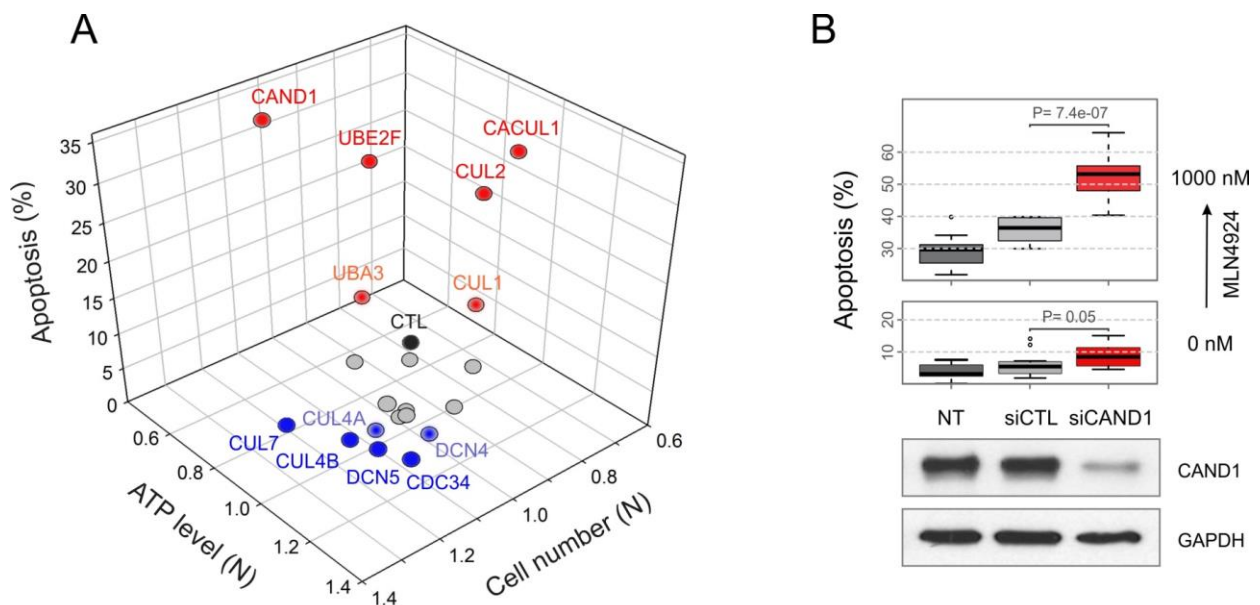 A
CAND1
UBE2F
CACUL1
CUL2
UBA3
CUL1
CTL
CUL4A
CUL7
CUL4B
DCN5
CDC34
DCN4
Apoptosis (%)
35
30
25
20
15
10
5
0
ATP level (N)
0.6
0.8
1.0
1.2
1.4
Cell number (N)
1.4
1.2
1.0
0.8
0.6
B
P= 7.4e-07
Apoptosis (%)
60
50
40
30
1000 nM
MLN4924
0 nM
P= 0.05
20
10
NT siCTL siCAND1
CAND1
GAPDH